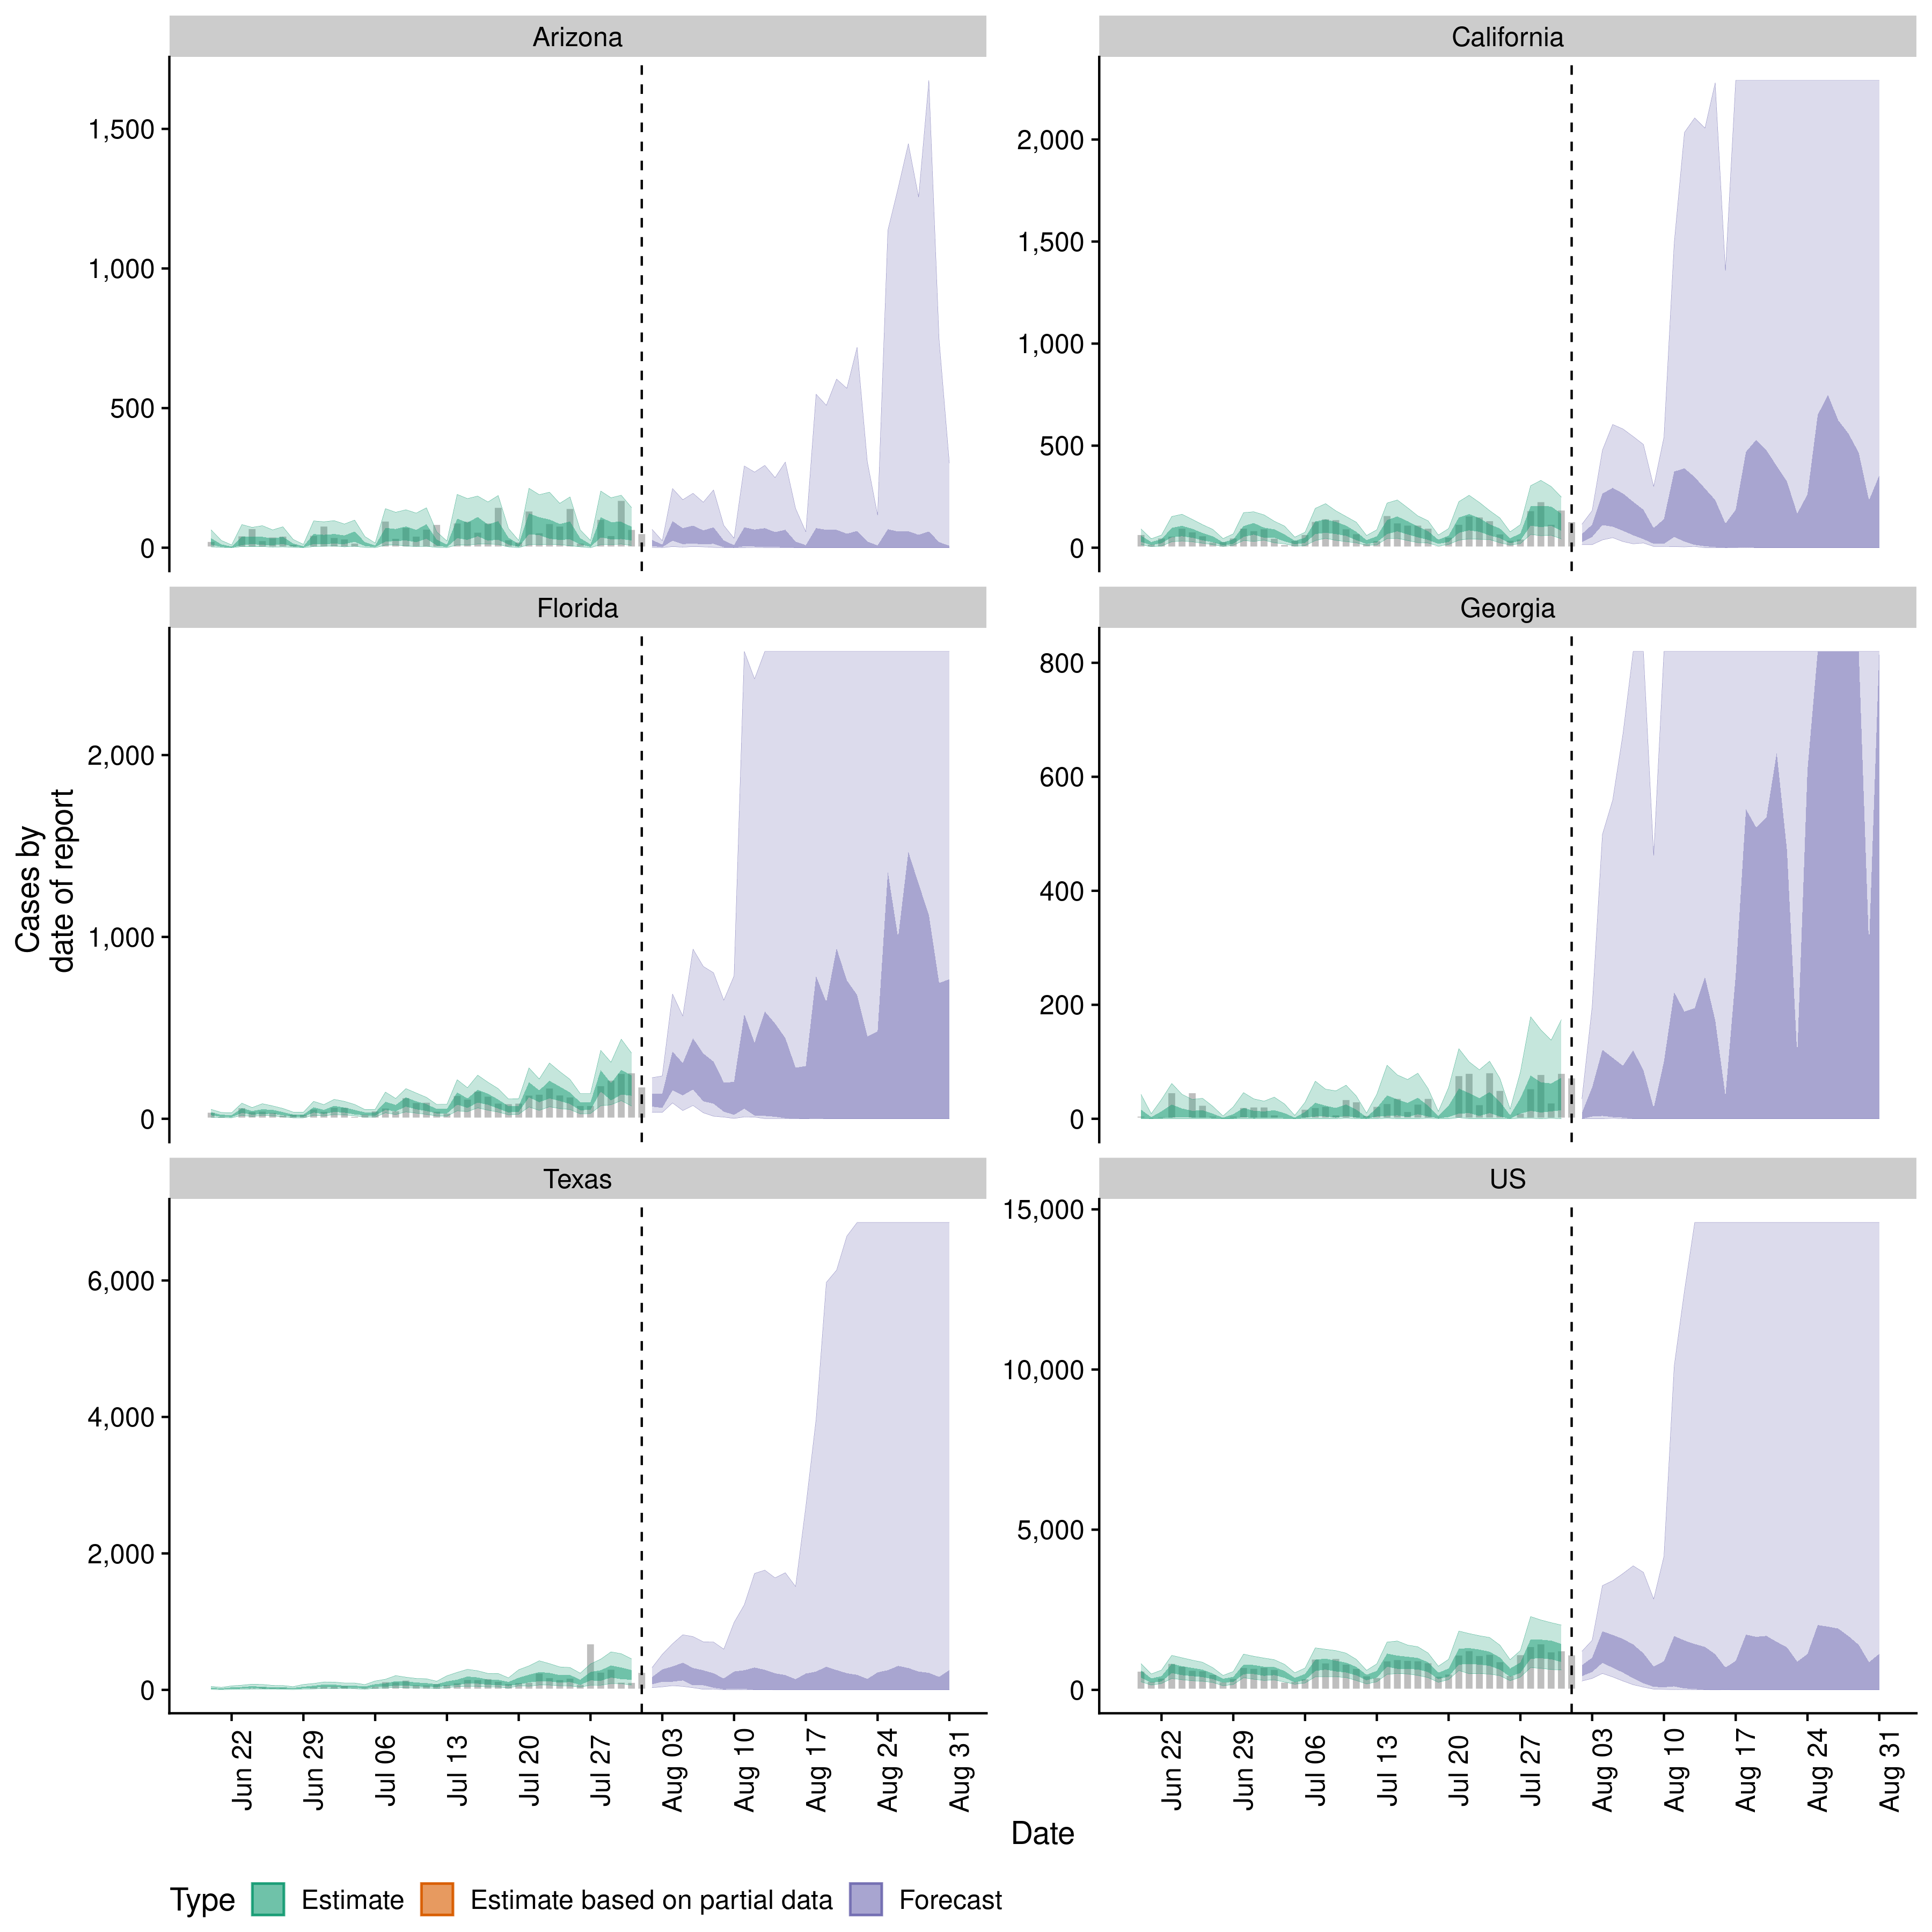 Arizona
California
1,500
1,000
500
0
2,000
1,500
1,000
500
0
Florida
Georgia
Cases by
date of report
2,000
1,000
0
800
600
400
200
0
Texas
US
6,000
4,000
2,000
0
15,000
10,000
5,000
0
Jun 22
Jun 29
Jul 06
Jul 13
Jul 20
Jul 27
Aug 03
Aug 10
Aug 17
Aug 24
Aug 31
Jun 22
Jun 29
Jul 06
Jul 13
Jul 20
Jul 27
Aug 03
Aug 10
Aug 17
Aug 24
Aug 31
Date
Type Estimate Estimate based on partial data Forecast